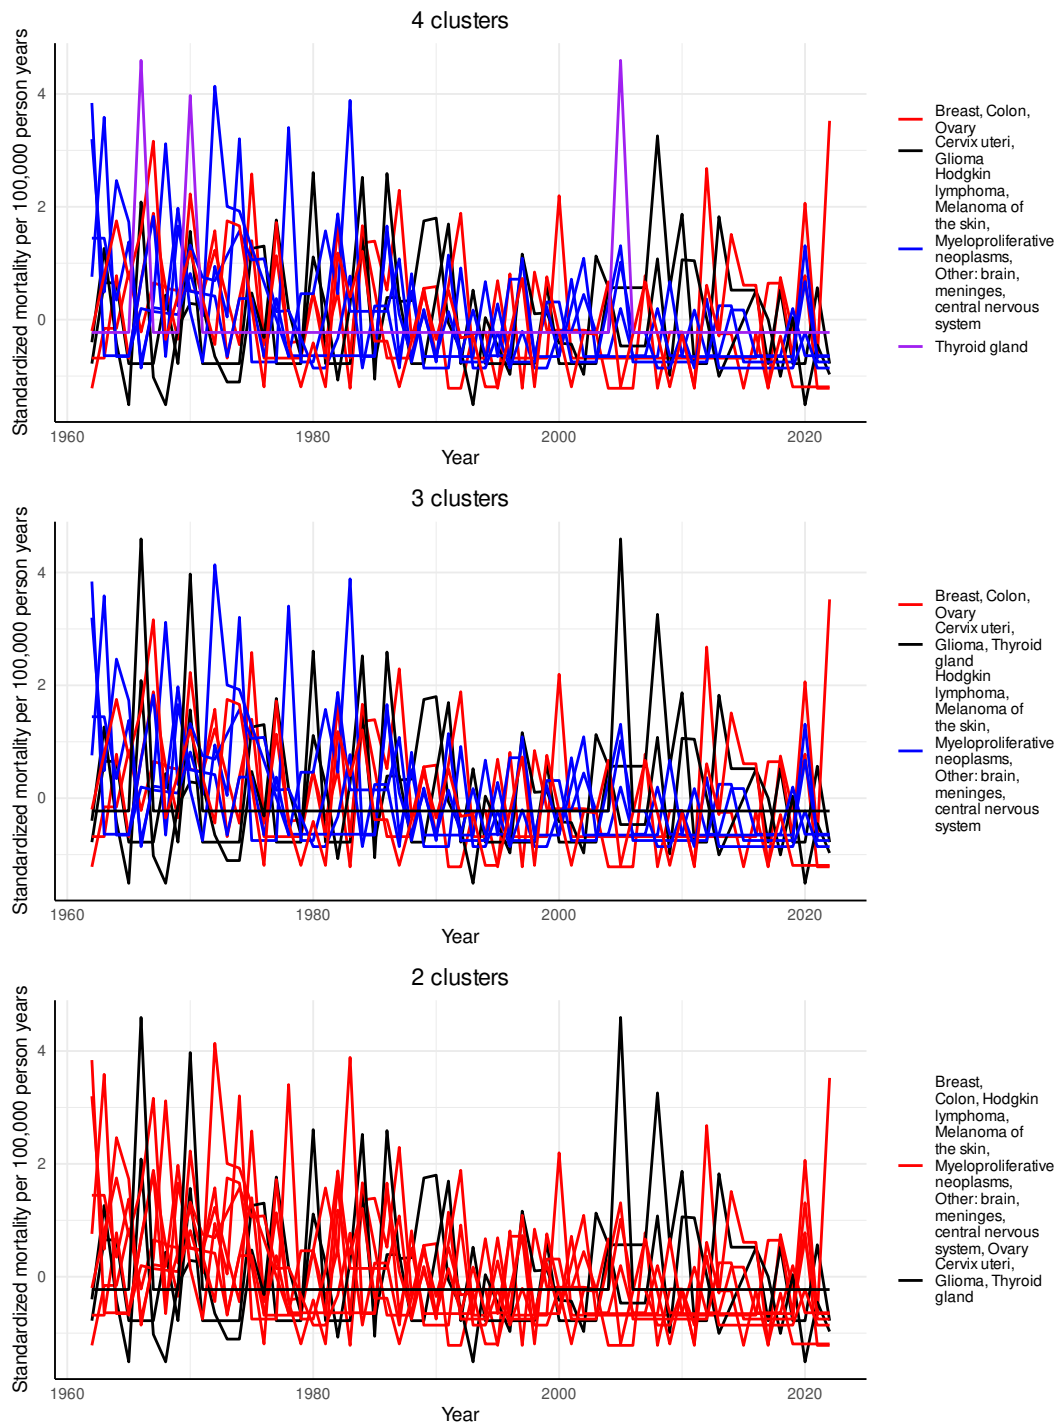 4 clusters
Standardized mortality per 100,000 person years
4
2
0
1960
1980
2000
2020
Year
Breast, Colon,
Ovary
Cervix uteri,
Glioma
Hodgkin
lymphoma,
Melanoma of
the skin,
Myeloproliferative
neoplasms,
Other: brain,
meninges,
central nervous
system
Thyroid gland
3 clusters
Standardized mortality per 100,000 person years
4
2
0
1960
1980
2000
2020
Year
Breast, Colon,
Ovary
Cervix uteri,
Glioma, Thyroid
gland
Hodgkin
lymphoma,
Melanoma of
the skin,
Myeloproliferative
neoplasms,
Other: brain,
meninges,
central nervous
system
2 clusters
Standardized mortality per 100,000 person years
4
2
0
1960
1980
2000
2020
Year
Breast,
Colon, Hodgkin
lymphoma,
Melanoma of
the skin,
Myeloproliferative
neoplasms,
Other: brain,
meninges,
central nervous
system, Ovary
Cervix uteri,
Glioma, Thyroid
gland